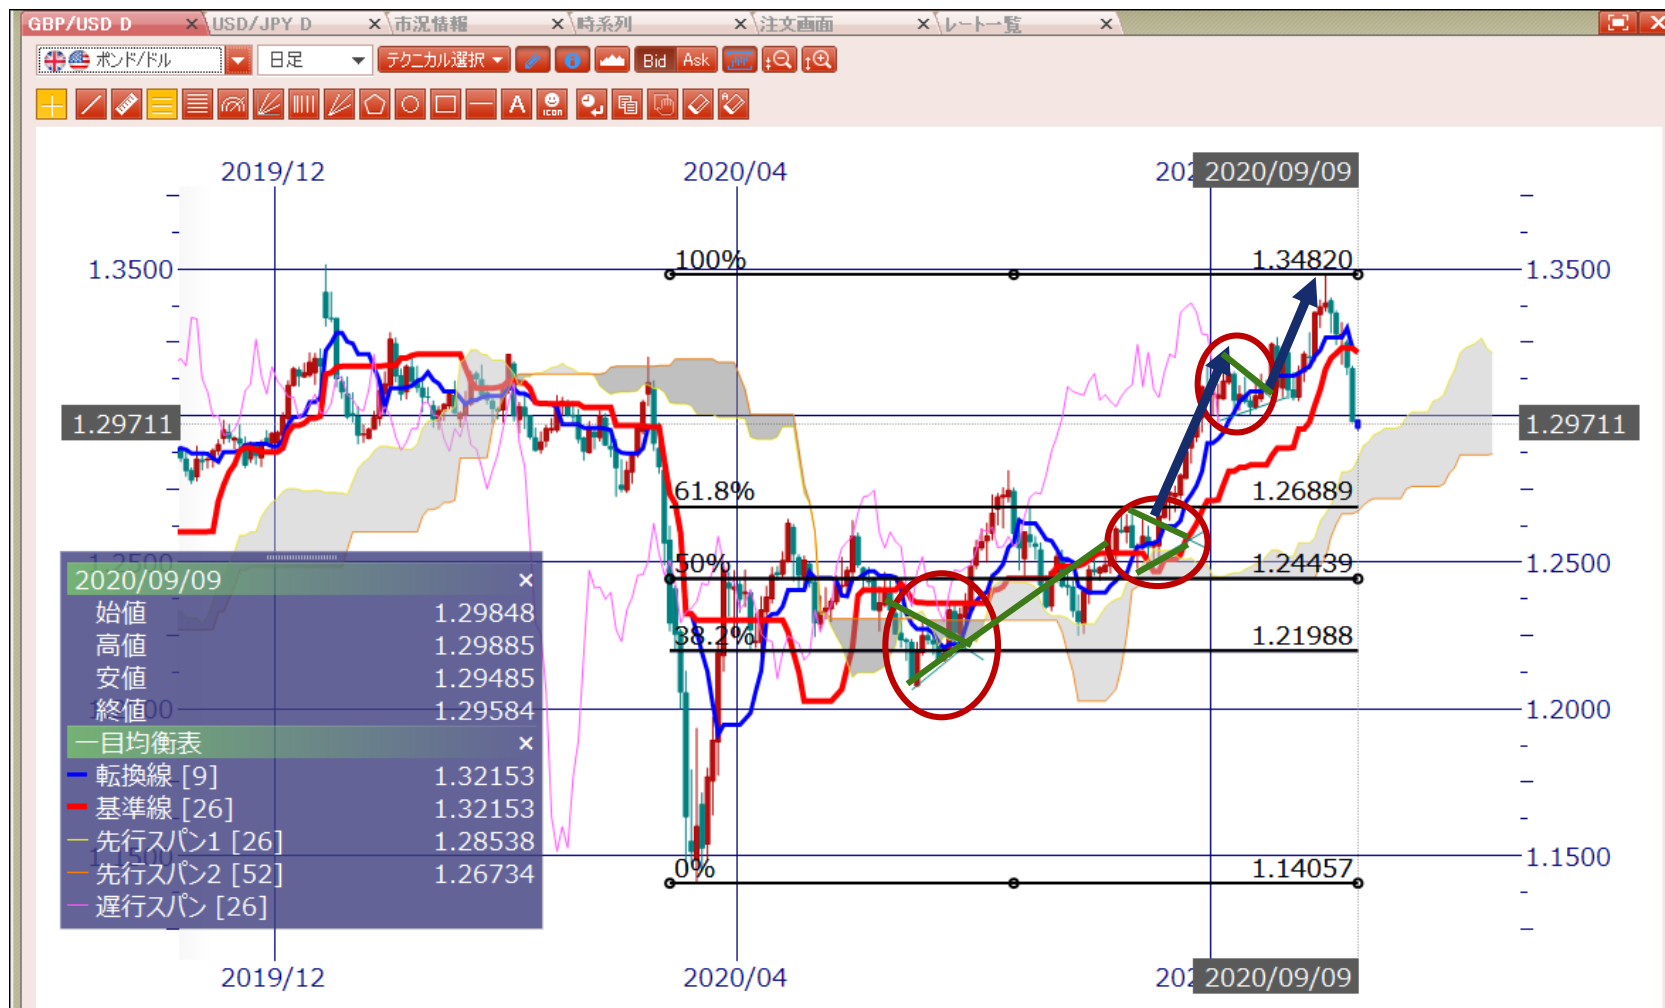 GBP/USD D × USD/JPY D × 市況情報 × 時系列 × 注文画面 × レート一覧 ×
ポンド/ドル 日足 テクニカル選択 Bid Ask
A ICON
2019/12 2020/04 202 2020/09/09
1.3500 100% 1.34820 1.3500
1.29711 1.29711
61.8% 1.26889
1.2500 50% 1.24439 1.2500
38.2% 1.21988
1.2000
0% 1.14057 1.1500
2020/09/09 ×
始値 1.29848
高値 1.29885
安値 1.29485
終値 1.29584
一目均衡表 ×
転換線 [9] 1.32153
基準線 [26] 1.32153
先行スパン1 [26] 1.28538
先行スパン2 [52] 1.26734
遅行スパン [26]
2019/12 2020/04 202 2020/09/09